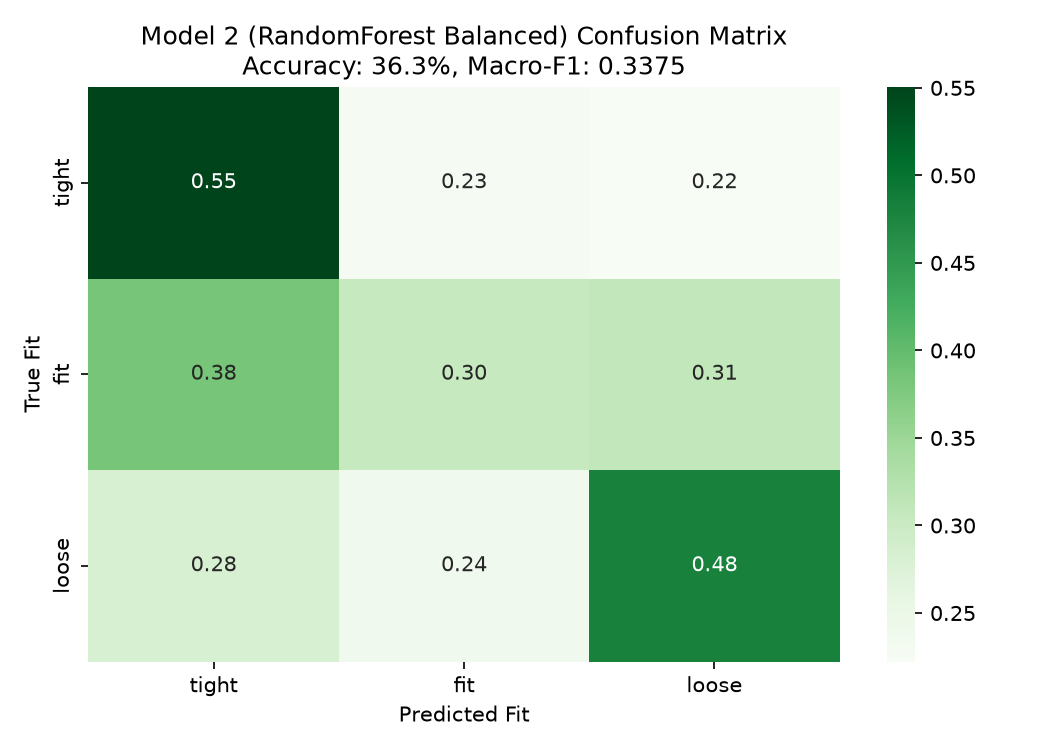 Model 2 (RandomForest Balanced) Confusion Matrix
Accuracy: 36.3%, Macro-F1: 0.3375
True Fit
tight
0.55 0.23 0.22
fit
0.38 0.30 0.31
loose
0.28 0.24 0.48
tight fit loose
Predicted Fit
0.55
0.50
0.45
0.40
0.35
0.30
0.25